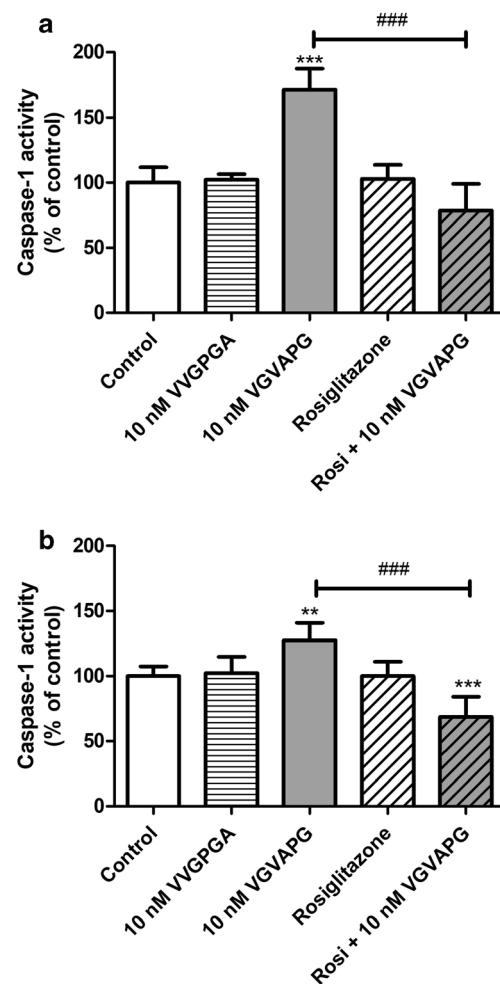 a
###
200
***
150
100
50
0
Caspase-1 activity
(% of control)
Control
10 nM VVGPGA
10 nM VGVAPG
Rosiglitazone
Rosi + 10 nM VGVAPG
b
200
###
150
**
100
***
50
0
Caspase-1 activity
(% of control)
Control
10 nM VVGPGA
10 nM VGVAPG
Rosiglitazone
Rosi + 10 nM VGVAPG